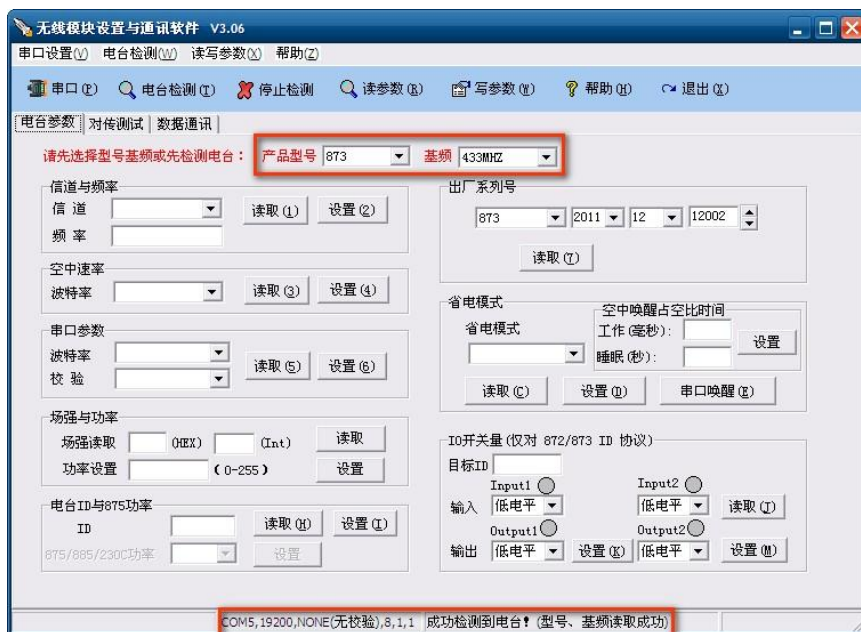 无线模块设置与通讯软件 V3.06
串口设置(V) 电台检测(W) 读写参数(X) 帮助(Z)
串口(P) 电台检测(T) 停止检测 读参数(R) 写参数(W) 帮助(H) 退出(X)
电台参数 对传测试 数据通讯
请先选择型号基频或先检测电台： 产品型号 873 基频 433MHZ
信道与频率
信 道 读取(1) 设置(2)
频 率
空中速率
波特率 读取(3) 设置(4)
串口参数
波特率 读取(5) 设置(6)
校 验
场强与功率
场强读取 (HEX) (Int) 读取
功率设置 (0-255) 设置
电台ID与875功率
ID 读取(H) 设置(I)
875/885/230C功率 设置
出厂系列号
873 2011 12 12002
读取(7)
省电模式
省电模式
空中唤醒占空比时间
工作(毫秒):
睡眠(秒):
设置
读取(C) 设置(D) 串口唤醒(E)
IO开关量(仅对 872/873 ID 协议)
目标ID
Input1 Input2
输入 低电平 低电平 读取(J)
Output1 Output2
输出 低电平 设置(K) 低电平 设置(M)
COM5,19200,NONE(无校验),8,1,1 成功检测到电台! (型号、基频读取成功)